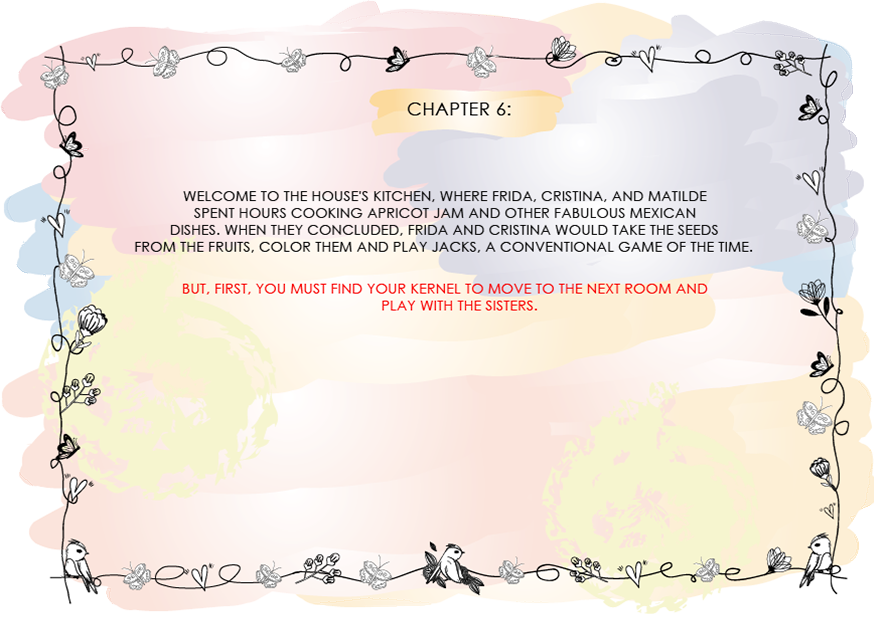 CHAPTER 6:
WELCOME TO THE HOUSE'S KITCHEN, WHERE FRIDA, CRISTINA, AND MATILDE
SPENT HOURS COOKING APRICOT JAM AND OTHER FABULOUS MEXICAN
DISHES. WHEN THEY CONCLUDED, FRIDA AND CRISTINA WOULD TAKE THE SEEDS
FROM THE FRUITS, COLOR THEM AND PLAY JACKS, A CONVENTIONAL GAME OF THE TIME.
BUT, FIRST, YOU MUST FIND YOUR KERNEL TO MOVE TO THE NEXT ROOM AND
PLAY WITH THE SISTERS.